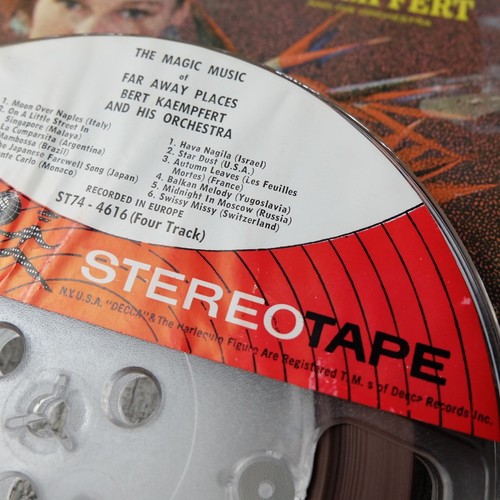 FERT
THE MAGIC MUSIC
of
FAR AWAY PLACES
BERT KAEMPFERT
AND HIS ORCHESTRA
1. Moon Over Naples (Italy)
2. On A Little Street In
Singapore (Malaya)
La Cumparsita (Argentina)
Mambossa (Brazil)
The Japanese Farewell Song (Japan)
Monte Carlo (Monaco)
1. Hava Nagila (Israel)
2. Star Dust (U.S.A.)
3. Autumn Leaves (Les Feuilles
Mortes) (France)
4. Balkan Melody (Yugoslavia)
5. Midnight In Moscow (Russia)
6. Swissy Missy (Switzerland)
RECORDED IN EUROPE
ST74 - 4616 (Four Track)
STEREOTAPE
N.Y. U.S.A. "DECCA" & The Harlequin Figure Are Registered T. M. s of Decca Records Inc.